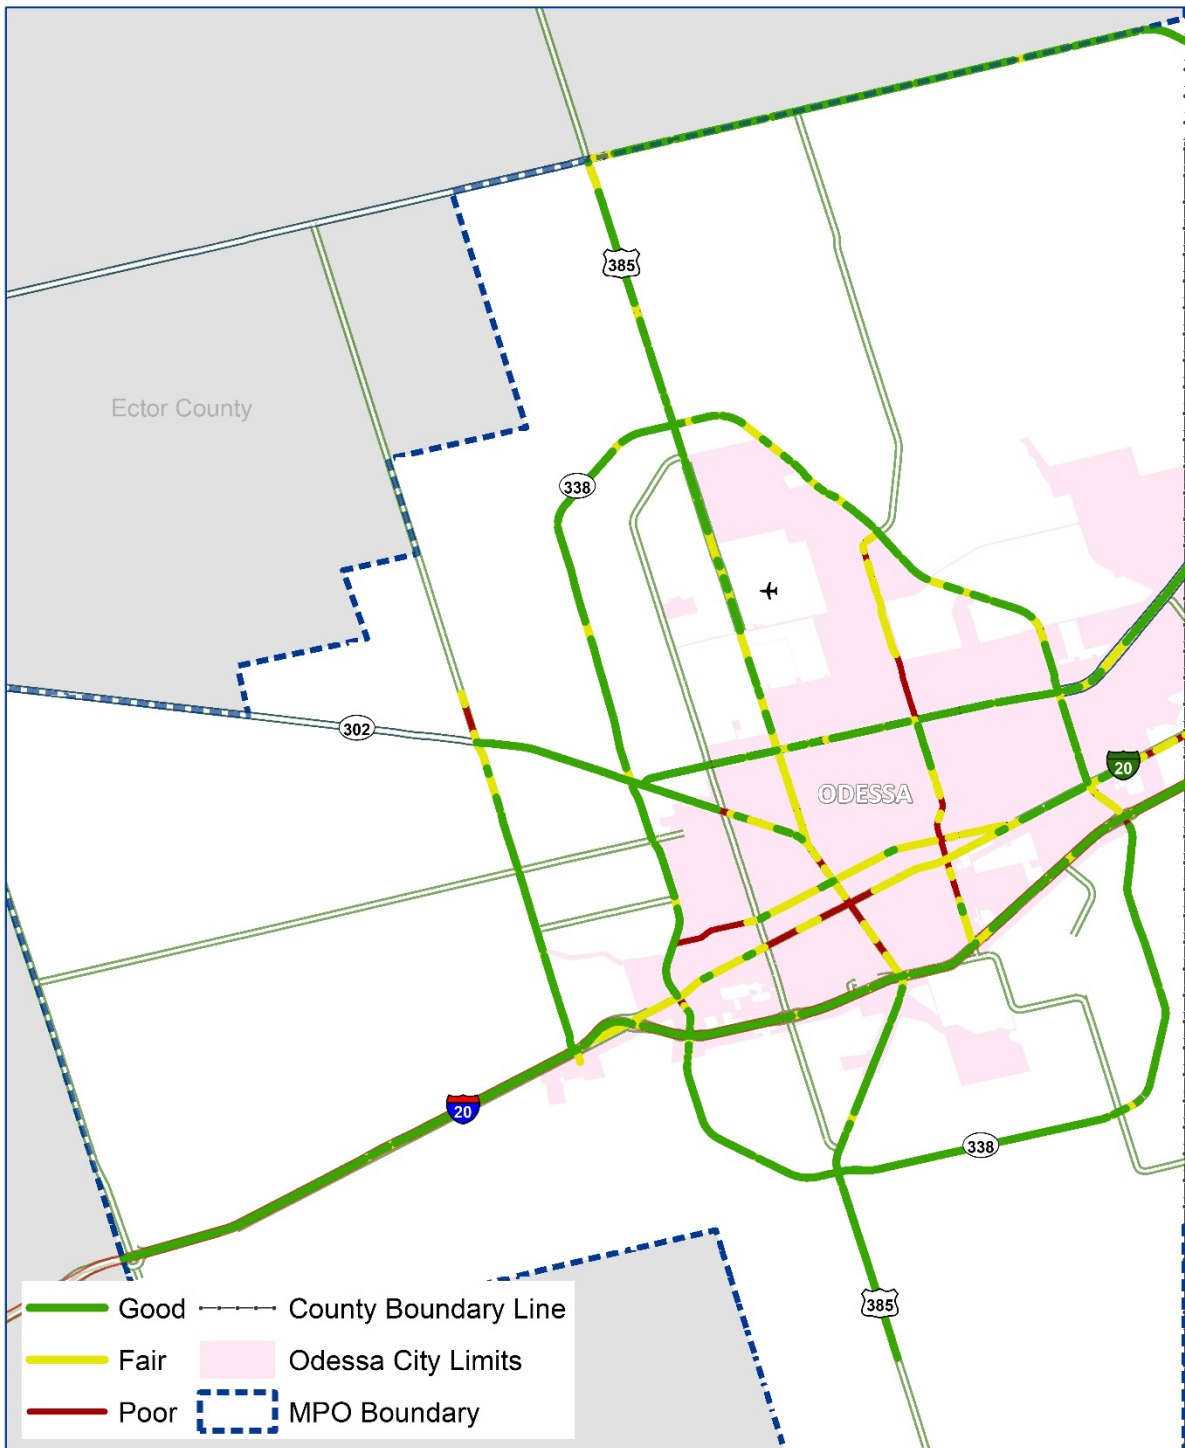 385
Ector County
338
302
20
ODESSA
20
338
385
Good
County Boundary Line
Fair
Odessa City Limits
Poor
MPO Boundary